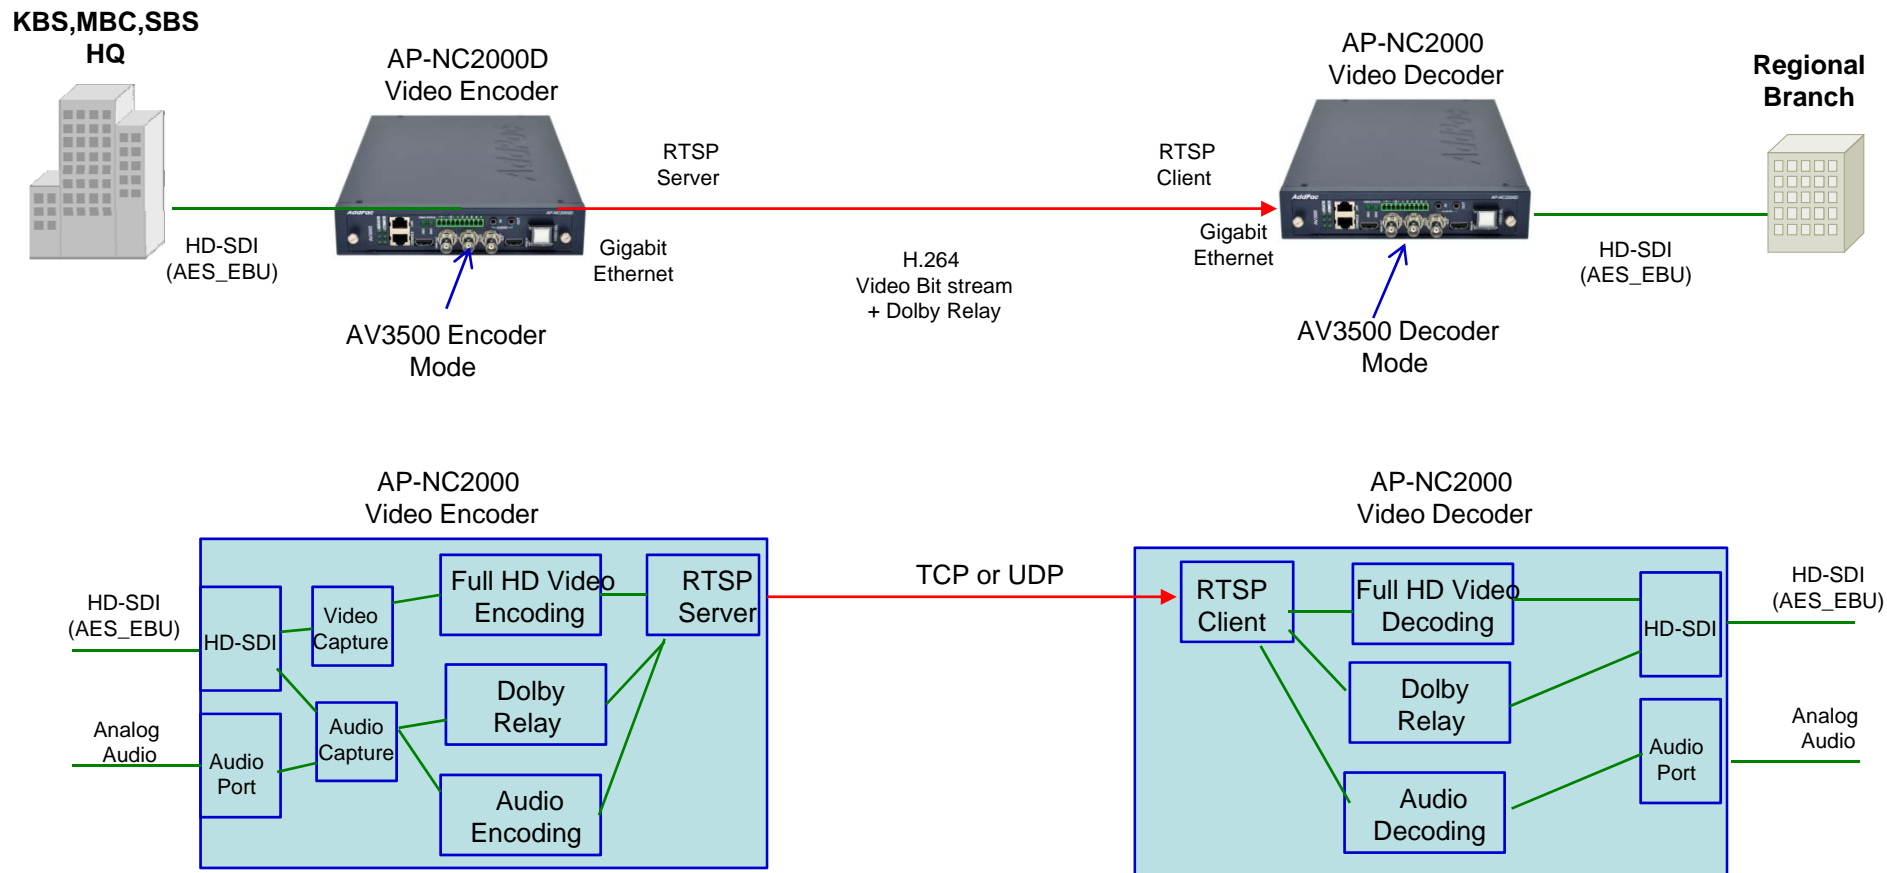 KBS,MBC,SBS
HQ
AP-NC2000D
Video Encoder
AP-NC2000
Video Decoder
Regional
Branch
RTSP
Server
RTSP
Client
AddPac
AP-NC2000D
AddPac
HD-SDI
(AES_EBU)
Gigabit
Ethernet
H.264
Video Bit stream
+ Dolby Relay
Gigabit
Ethernet
HD-SDI
(AES_EBU)
AV3500 Encoder
Mode
AV3500 Decoder
Mode
AP-NC2000
Video Encoder
AP-NC2000
Video Decoder
HD-SDI
(AES_EBU)
HD-SDI
Video
Capture
Full HD Video
Encoding
RTSP
Server
TCP or UDP
RTSP
Client
Full HD Video
Decoding
HD-SDI
HD-SDI
(AES_EBU)
Analog
Audio
Audio
Port
Audio
Capture
Dolby
Relay
Audio
Encoding
Dolby
Relay
Audio
Decoding
Audio
Port
Analog
Audio